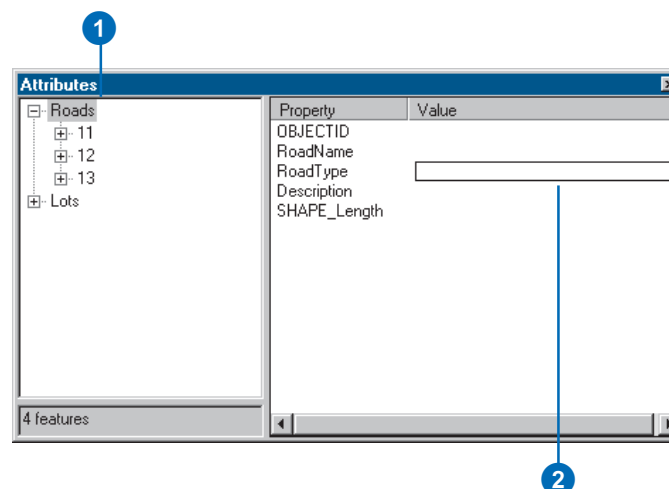 1
Attributes
Roads
11
12
13
Lots
4 features
Property Value
OBJECTID
RoadName
RoadType
Description
SHAPE_Length
2